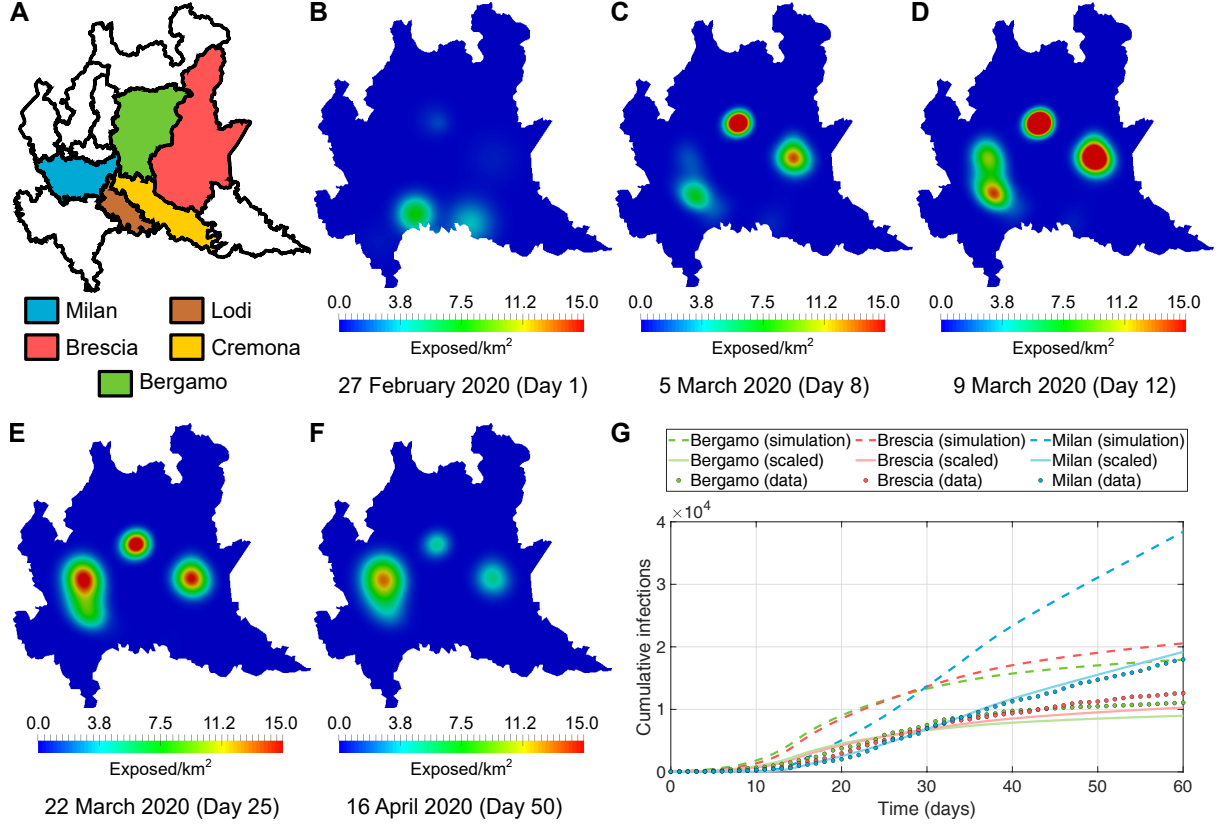 A
B
C
D
Milan
Lodi
Brescia
Cremona
Bergamo
0.0 3.8 7.5 11.2 15.0
Exposed/km²
27 February 2020 (Day 1)
0.0 3.8 7.5 11.2 15.0
Exposed/km²
5 March 2020 (Day 8)
0.0 3.8 7.5 11.2 15.0
Exposed/km²
9 March 2020 (Day 12)
E
F
G
0.0 3.8 7.5 11.2 15.0
Exposed/km²
22 March 2020 (Day 25)
0.0 3.8 7.5 11.2 15.0
Exposed/km²
16 April 2020 (Day 50)
Bergamo (simulation) Brescia (simulation) Milan (simulation)
Bergamo (scaled) Brescia (scaled) Milan (scaled)
Bergamo (data) Brescia (data) Milan (data)
×10⁴
4
3
2
1
0
Cumulative infections
0 10 20 30 40 50 60
Time (days)